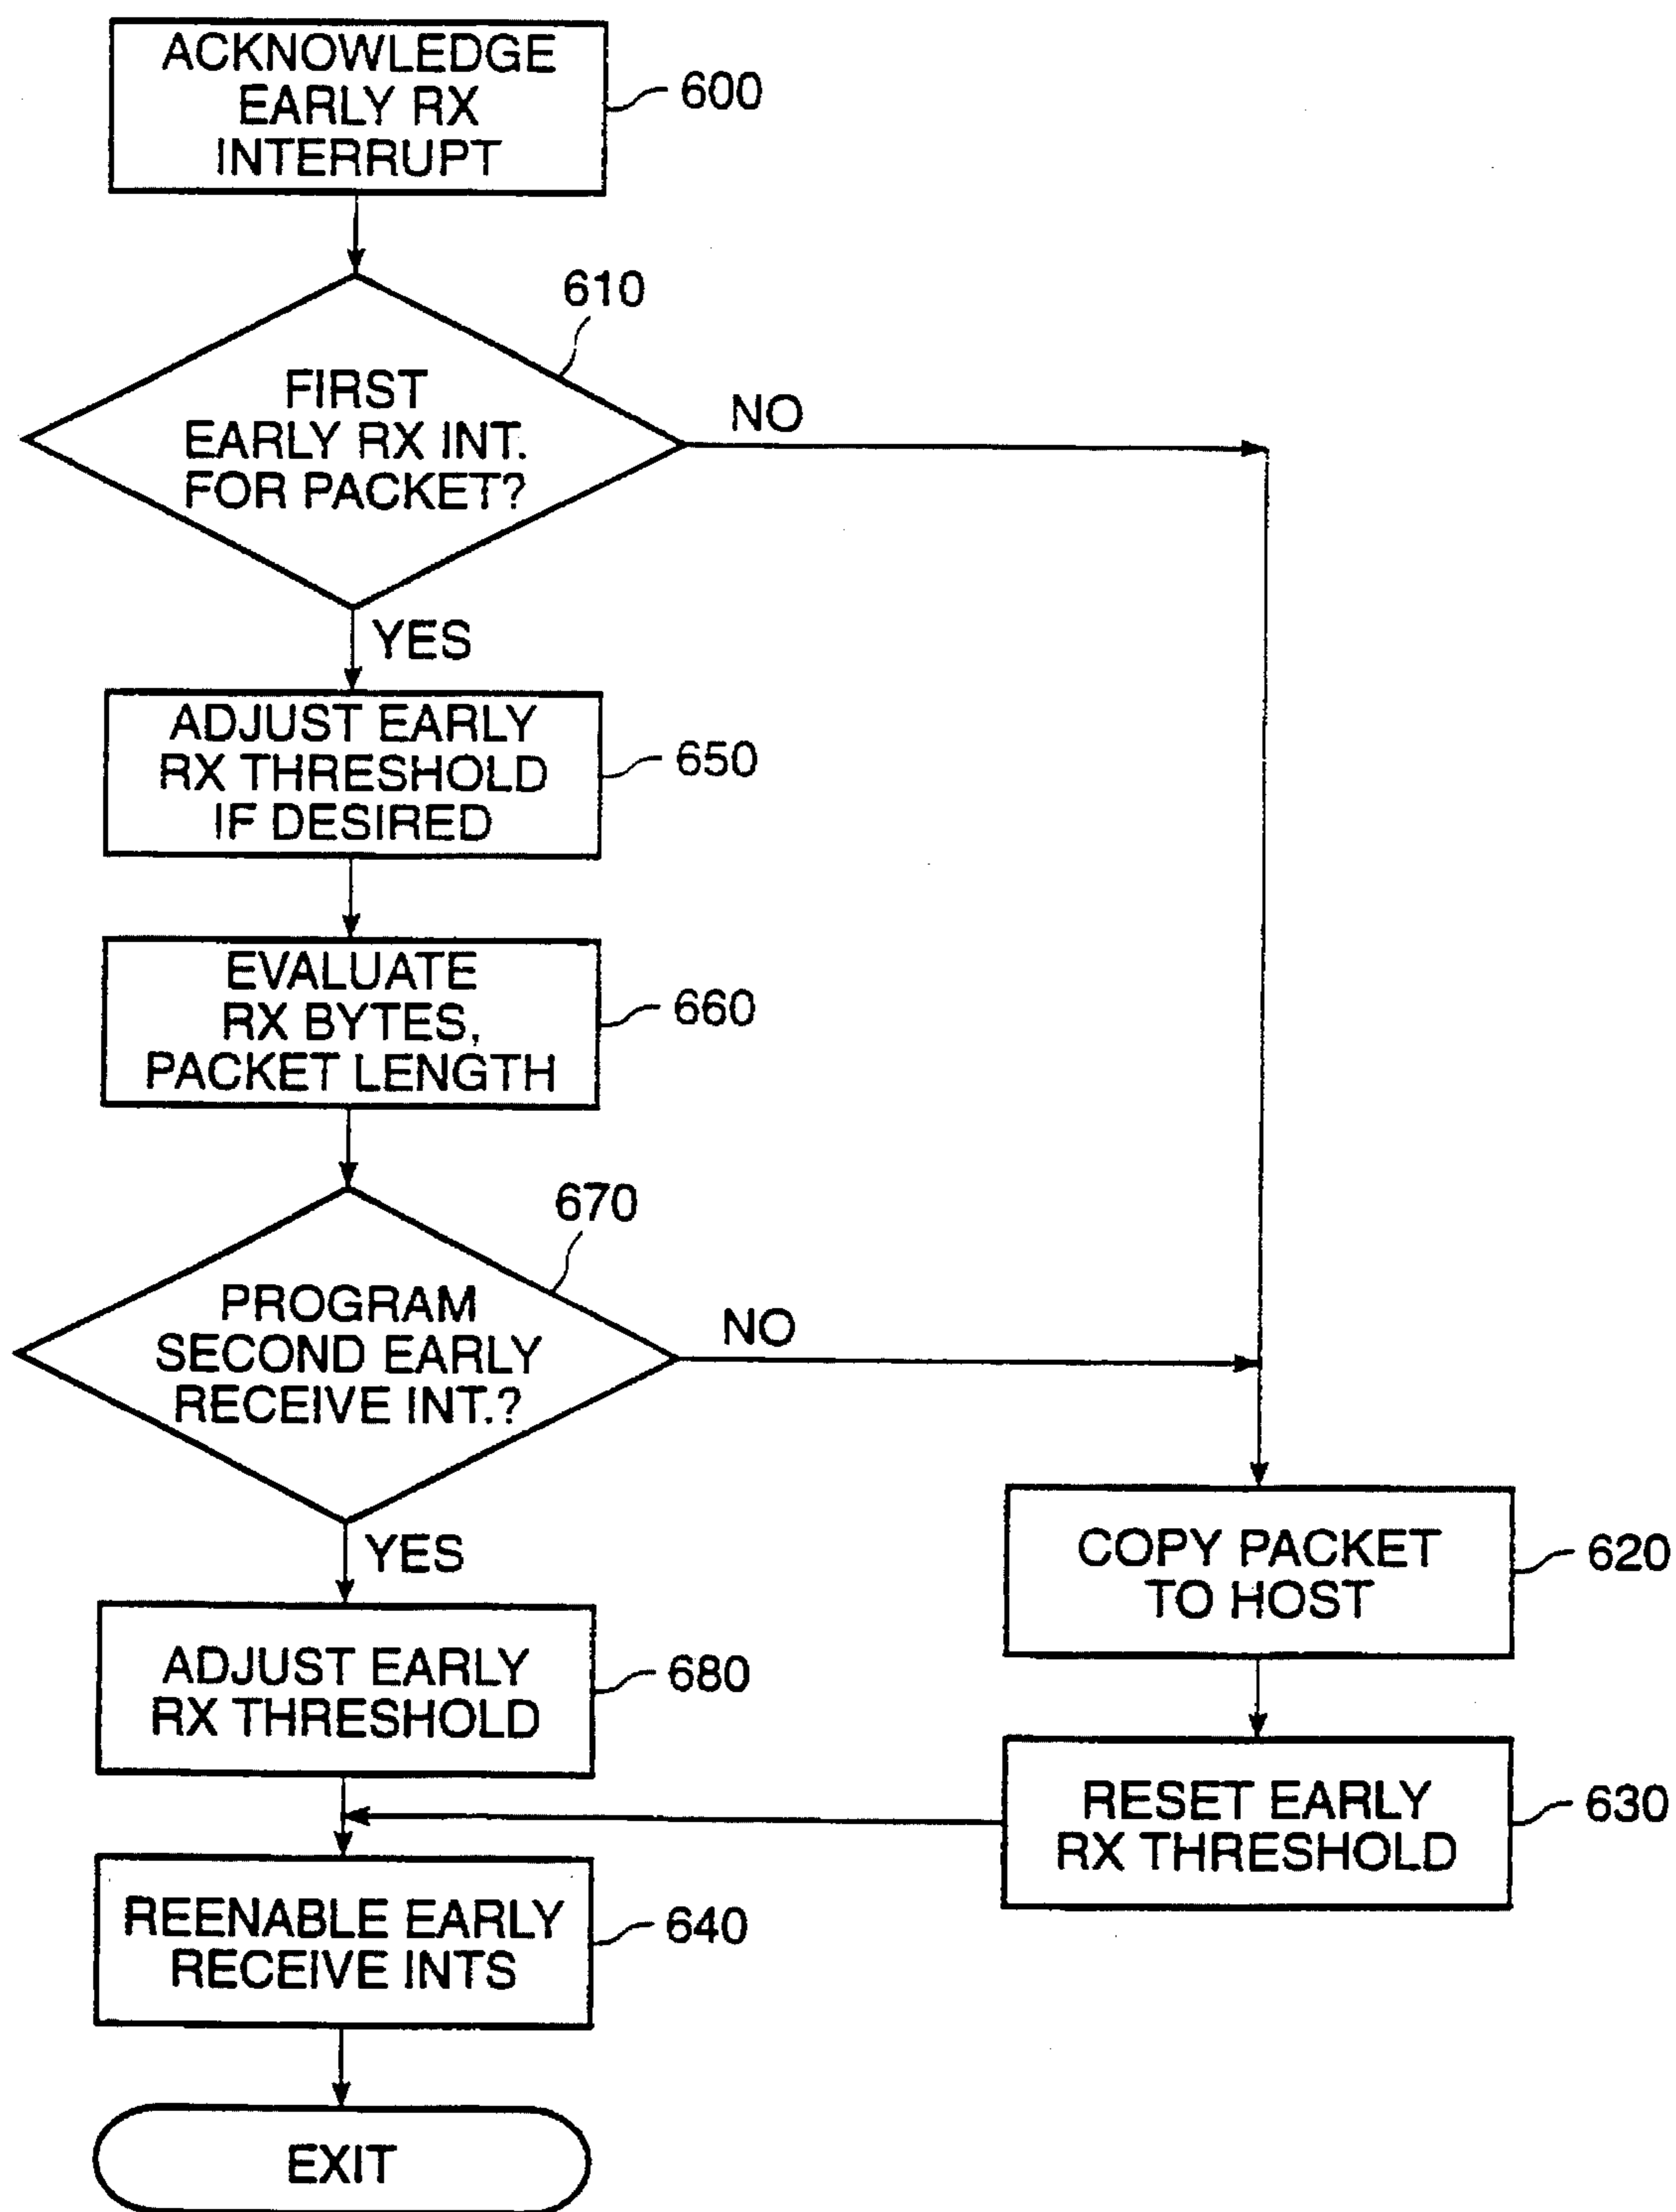 ACKNOWLEDGE
EARLY RX
INTERRUPT
600
610
FIRST
EARLY RX INT.
FOR PACKET?
NO
YES
ADJUST EARLY
RX THRESHOLD
IF DESIRED
650
EVALUATE
RX BYTES,
PACKET LENGTH
660
670
PROGRAM
SECOND EARLY
RECEIVE INT.?
NO
YES
COPY PACKET
TO HOST
620
ADJUST EARLY
RX THRESHOLD
680
RESET EARLY
RX THRESHOLD
630
REENABLE EARLY
RECEIVE INTS
640
EXIT